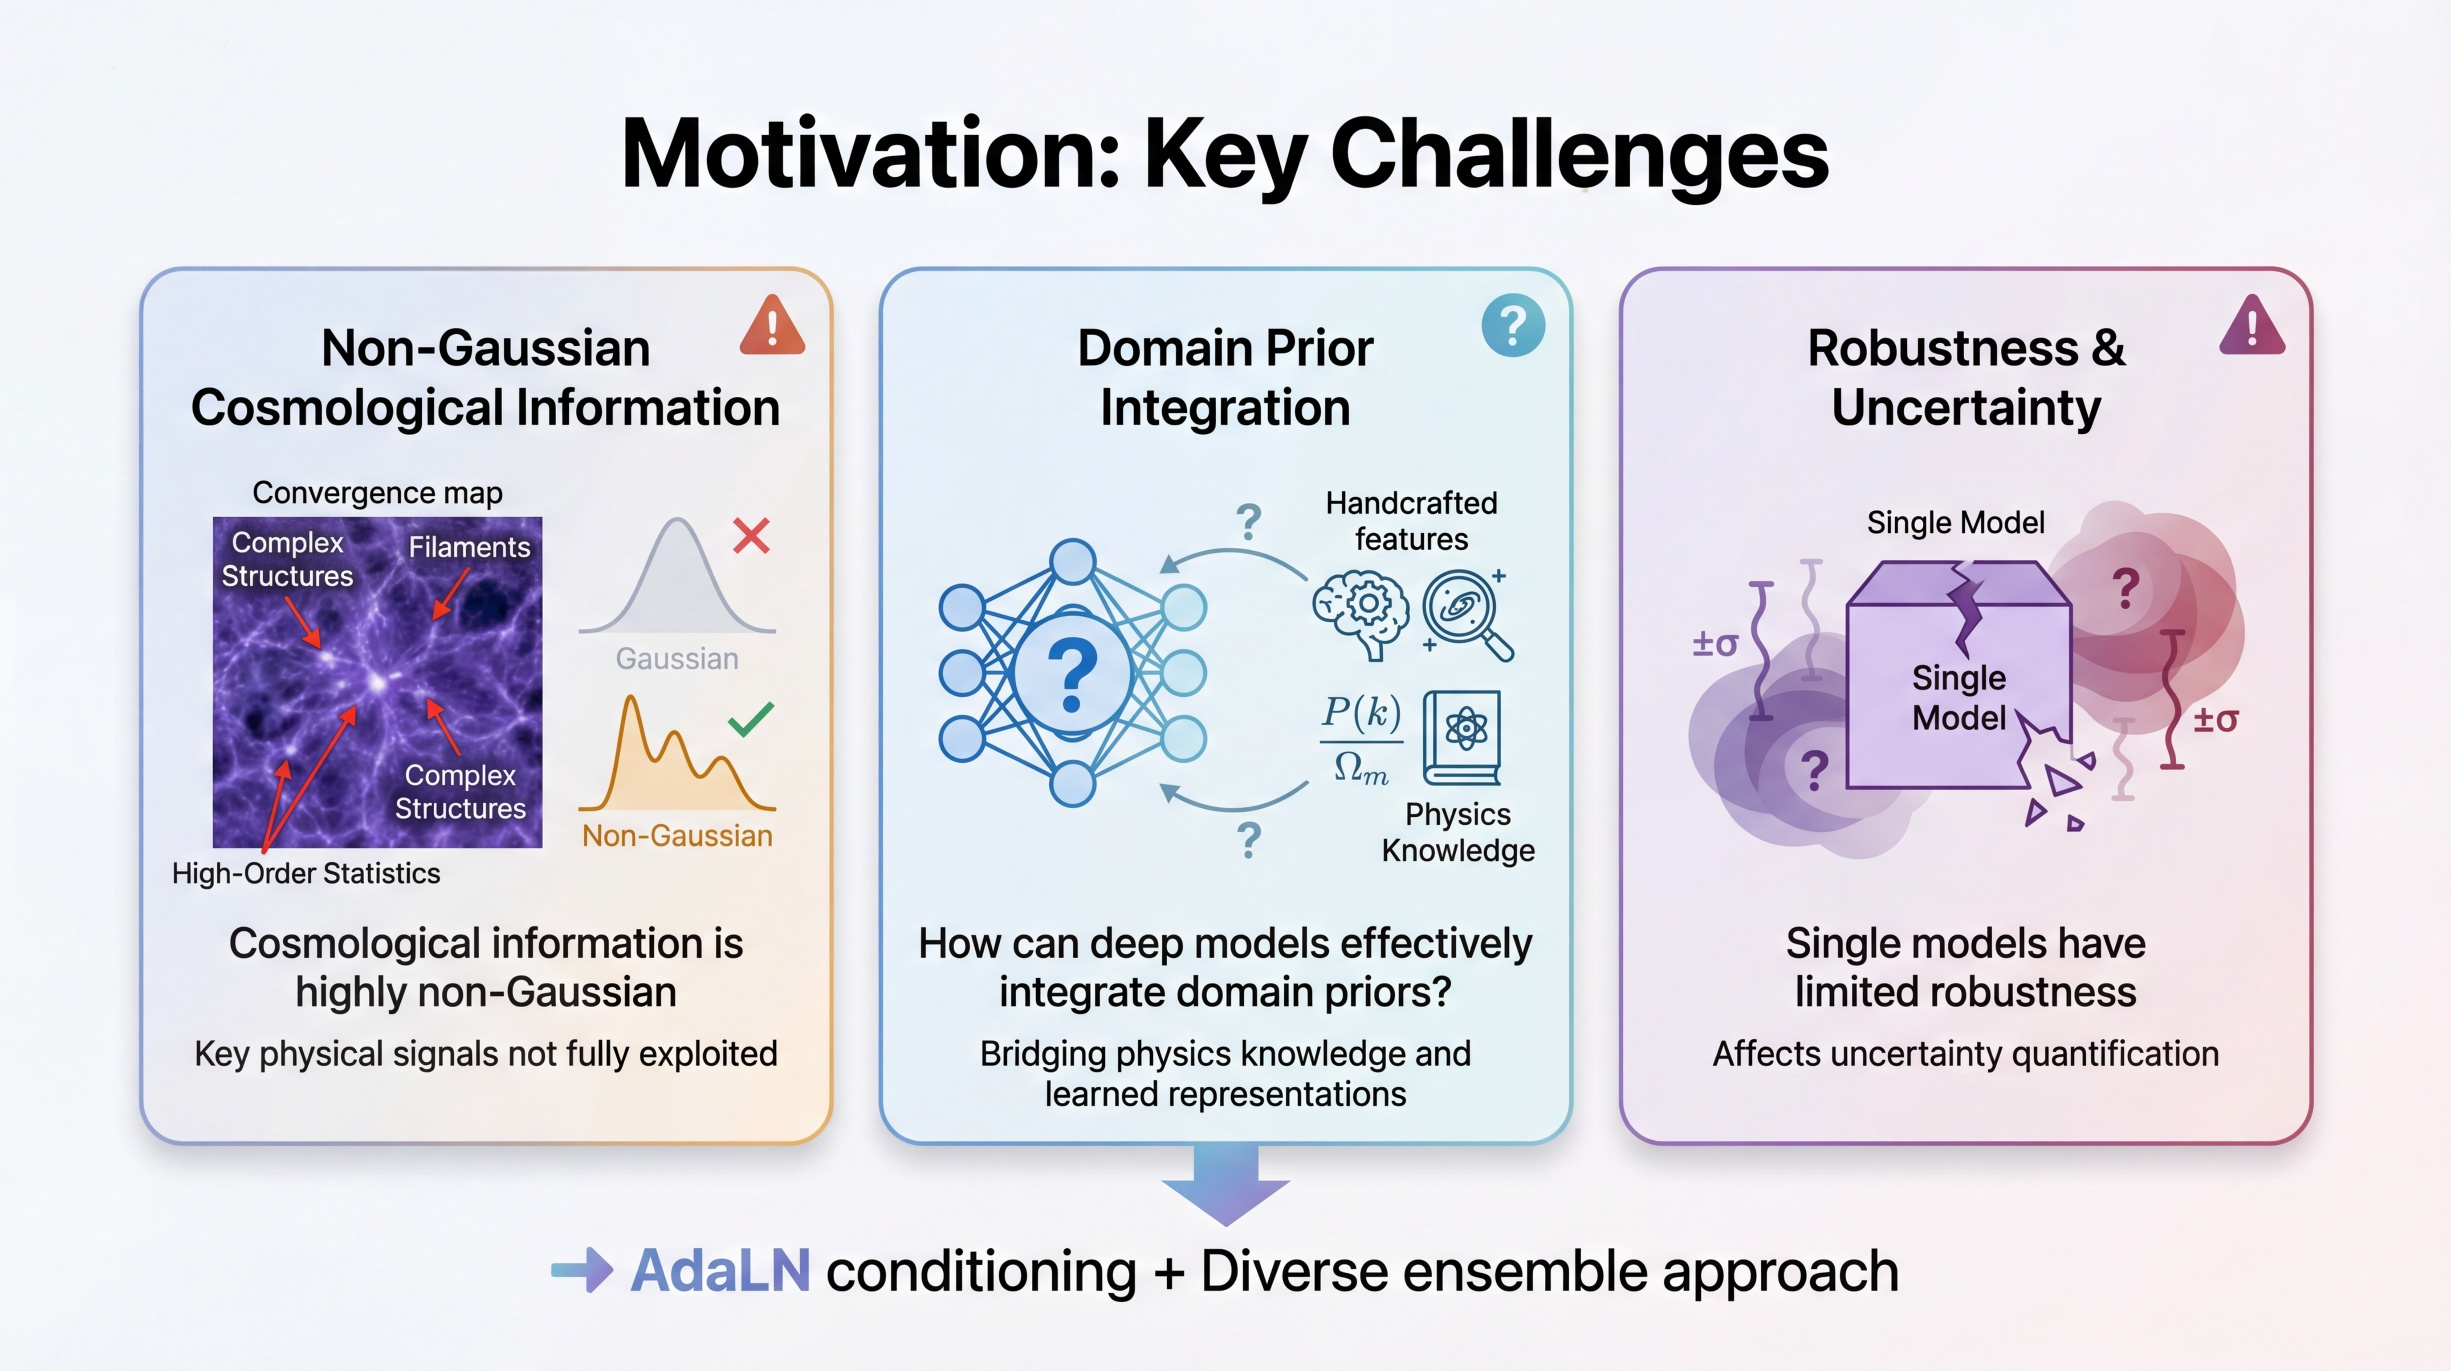 Motivation: Key Challenges
Non-Gaussian
Cosmological Information
Convergence map
Complex
Structures
Filaments
Complex
Structures
High-Order Statistics
Gaussian
Non-Gaussian
Cosmological information is
highly non-Gaussian
Key physical signals not fully exploited
?
Domain Prior
Integration
?
?
Handcrafted
features
P(k)
Ωm
Physics
Knowledge
?
How can deep models effectively
integrate domain priors?
Bridging physics knowledge and
learned representations
Robustness &
Uncertainty
Single Model
±σ
?
Single
Model
?
±σ
Single models have
limited robustness
Affects uncertainty quantification
AdaLN conditioning + Diverse ensemble approach